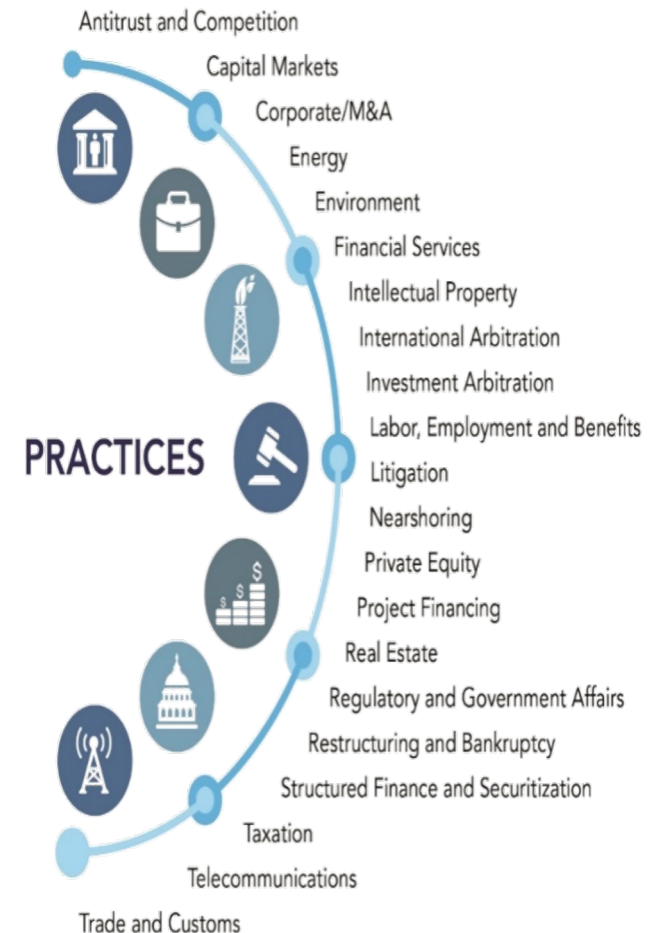 Antitrust and Competition
Capital Markets
Corporate/M&A
Energy
Environment
Financial Services
Intellectual Property
International Arbitration
Investment Arbitration
Labor, Employment and Benefits
PRACTICES
Litigation
Nearshoring
Private Equity
$
Project Financing
$
$
Real Estate
Regulatory and Government Affairs
Restructuring and Bankruptcy
Structured Finance and Securitization
Taxation
Telecommunications
Trade and Customs